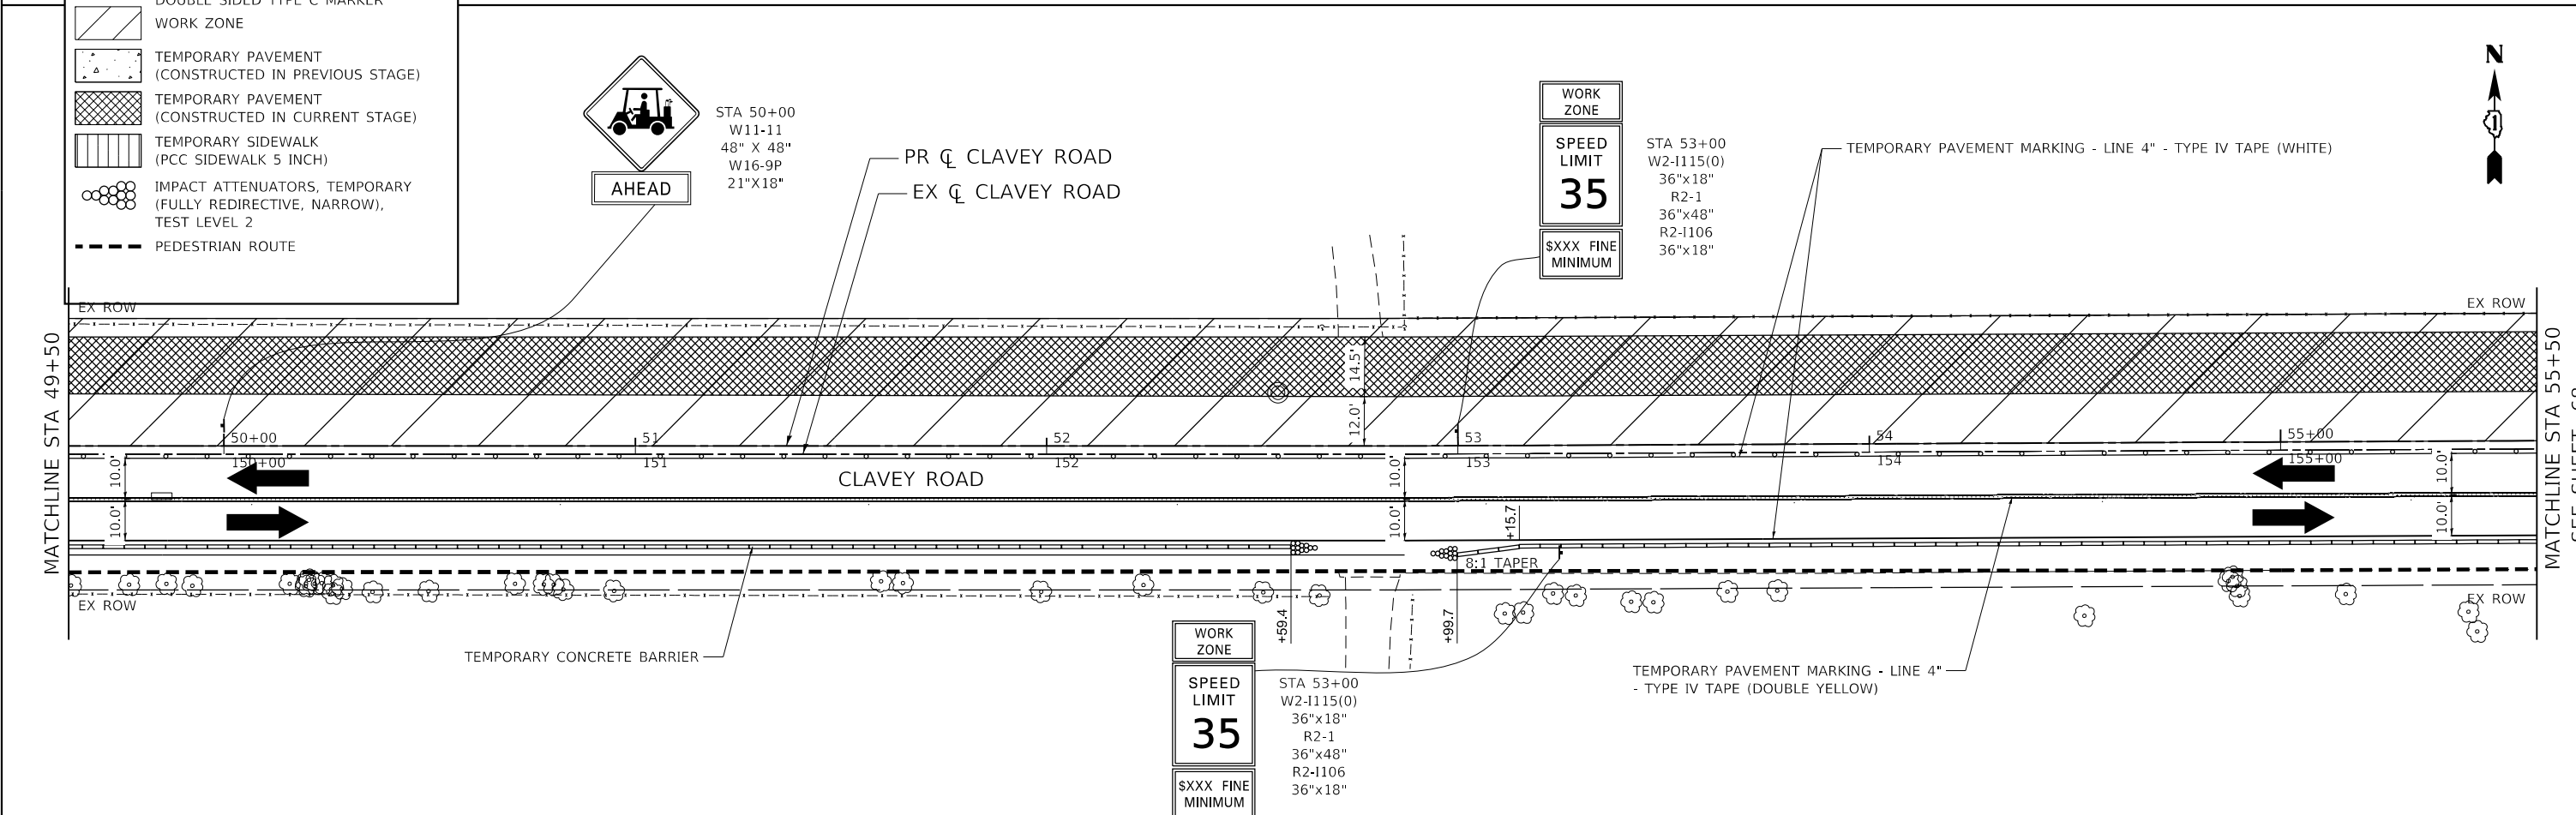 DOUBLE SIDED TYPE C MARKER
WORK ZONE
TEMPORARY PAVEMENT
(CONSTRUCTED IN PREVIOUS STAGE)
TEMPORARY PAVEMENT
(CONSTRUCTED IN CURRENT STAGE)
TEMPORARY SIDEWALK
(PCC SIDEWALK 5 INCH)
IMPACT ATTENUATORS, TEMPORARY
(FULLY REDIRECTIVE, NARROW),
TEST LEVEL 2
PEDESTRIAN ROUTE
AHEAD
STA 50+00
W11-11
48" X 48"
W16-9P
21"X18"
PR ℄ CLAVEY ROAD
EX ℄ CLAVEY ROAD
WORK
ZONE
SPEED
LIMIT
35
$XXX FINE
MINIMUM
STA 53+00
W2-I115(0)
36"x18"
R2-1
36"x48"
R2-I106
36"x18"
TEMPORARY PAVEMENT MARKING - LINE 4" - TYPE IV TAPE (WHITE)
N
1
EX ROW
EX ROW
MATCHLINE STA 49+50
14.5'
12.0'
50+00
51
52
53
54
55+00
150+00
151
152
153
154
155+00
10.0'
10.0'
CLAVEY ROAD
10.0'
10.0'
10.0'
10.0'
+15.7
8:1 TAPER
+59.4
+99.7
MATCHLINE STA 55+50
SEE SHEET 68
EX ROW
EX ROW
TEMPORARY CONCRETE BARRIER
WORK
ZONE
SPEED
LIMIT
35
$XXX FINE
MINIMUM
STA 53+00
W2-I115(0)
36"x18"
R2-1
36"x48"
R2-I106
36"x18"
TEMPORARY PAVEMENT MARKING - LINE 4"
- TYPE IV TAPE (DOUBLE YELLOW)